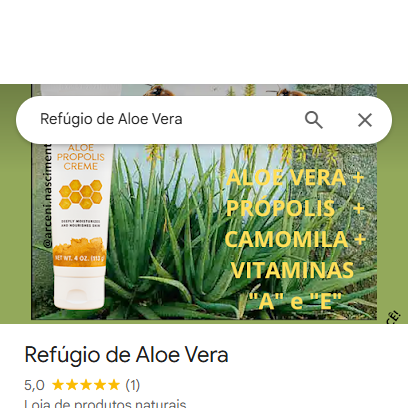 Refúgio de Aloe Vera
ALOE
PROPOLIS
CREME
DEEPLY MOISTURIZES
AND NOURISHES SKIN
NET WT. 4 OZ. (113 g)
@arceni.nascimento
ALOE VERA +
PRÓPOLIS +
CAMOMILA +
VITAMINAS
"A" e "E"
Refúgio de Aloe Vera
5,0 (1)
Loja de produtos naturais